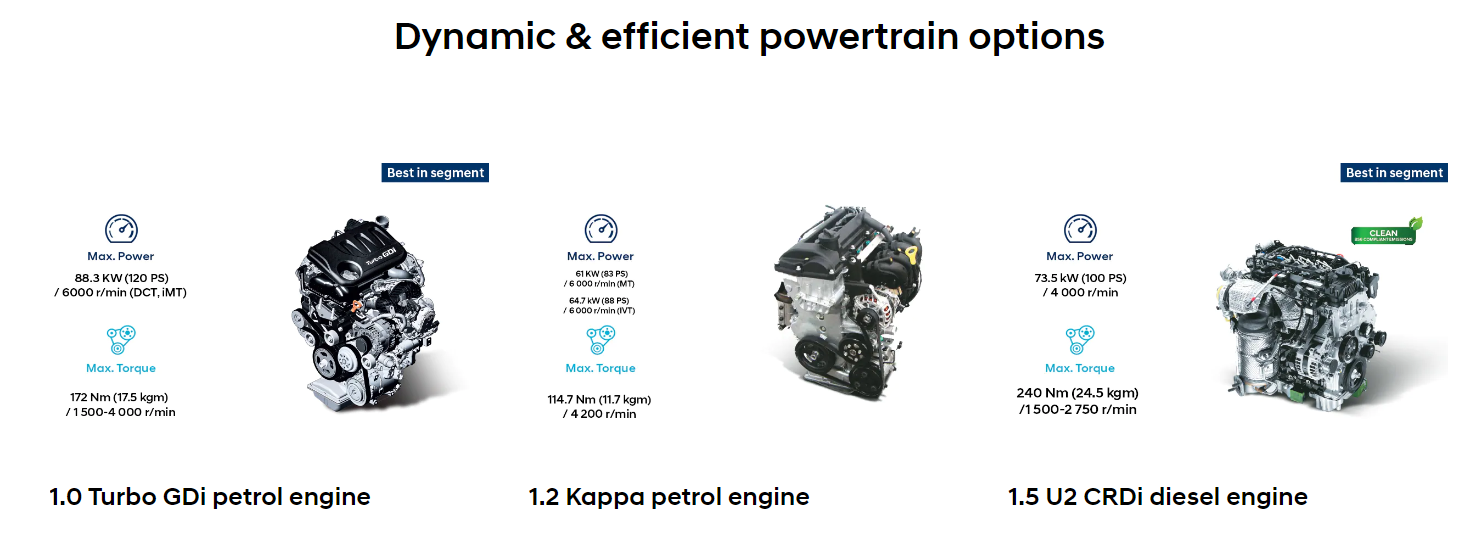 Dynamic & efficient powertrain options
Best in segment
Max. Power
88.3 KW (120 PS)
/ 6000 r/min (DCT, iMT)
Max. Torque
172 Nm (17.5 kgm)
/ 1 500-4 000 r/min
Turbo GDi
1.0 Turbo GDi petrol engine
Max. Power
61 KW (83 PS)
/ 6 000 r/min (MT)
64.7 kW (88 PS)
/ 6 000 r/min (IVT)
Max. Torque
114.7 Nm (11.7 kgm)
/ 4 200 r/min
1.2 Kappa petrol engine
Best in segment
Max. Power
73.5 kW (100 PS)
/ 4 000 r/min
Max. Torque
240 Nm (24.5 kgm)
/1 500-2 750 r/min
CLEAN
BS6 COMPLIANT EMISSIONS
1.5 U2 CRDi diesel engine